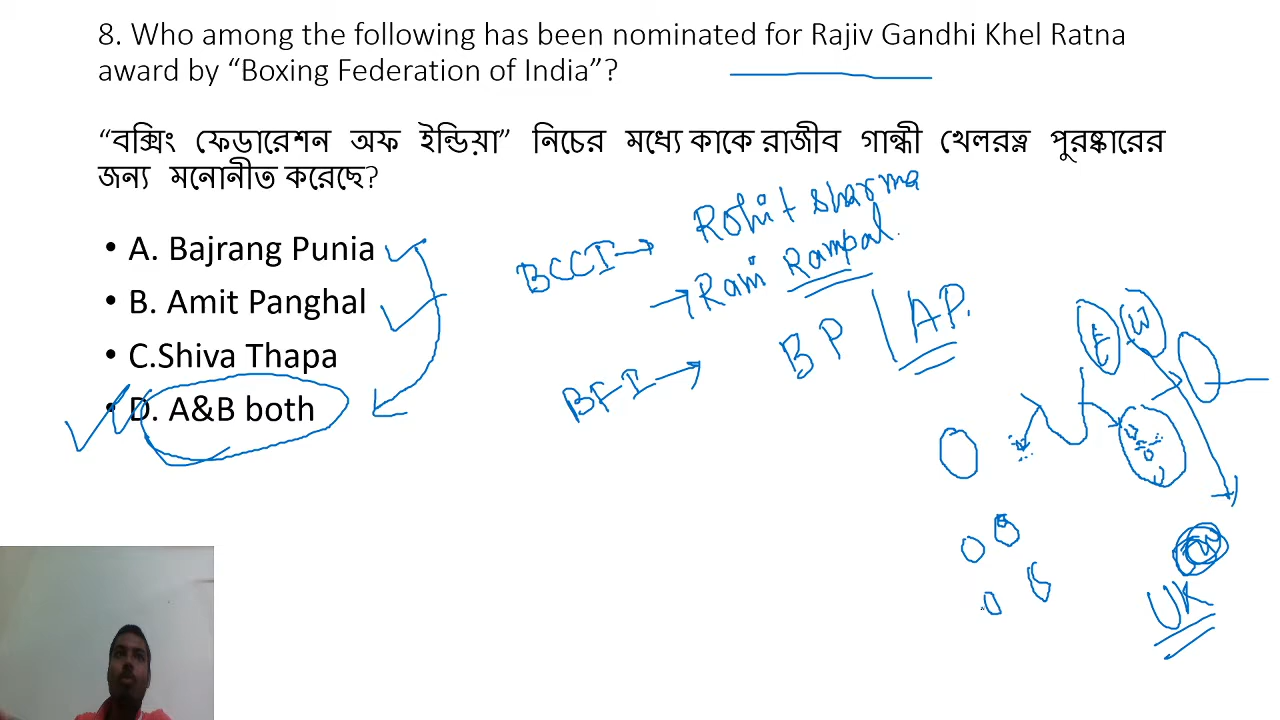 8. Who among the following has been nominated for Rajiv Gandhi Khel Ratna
award by “Boxing Federation of India”?
“বক্সিং ফেডারেশন অফ ইন্ডিয়া” নিচের মধ্যে কাকে রাজীব গান্ধী খেলরত্ন পুরষ্কারের
জন্য মনোনীত করেছে?
• A. Bajrang Punia
• B. Amit Panghal
• C.Shiva Thapa
• D. A&B both
BCCI → Rohit Sharma
→ Rani Rampal.
BFI → BP | AP.
UK